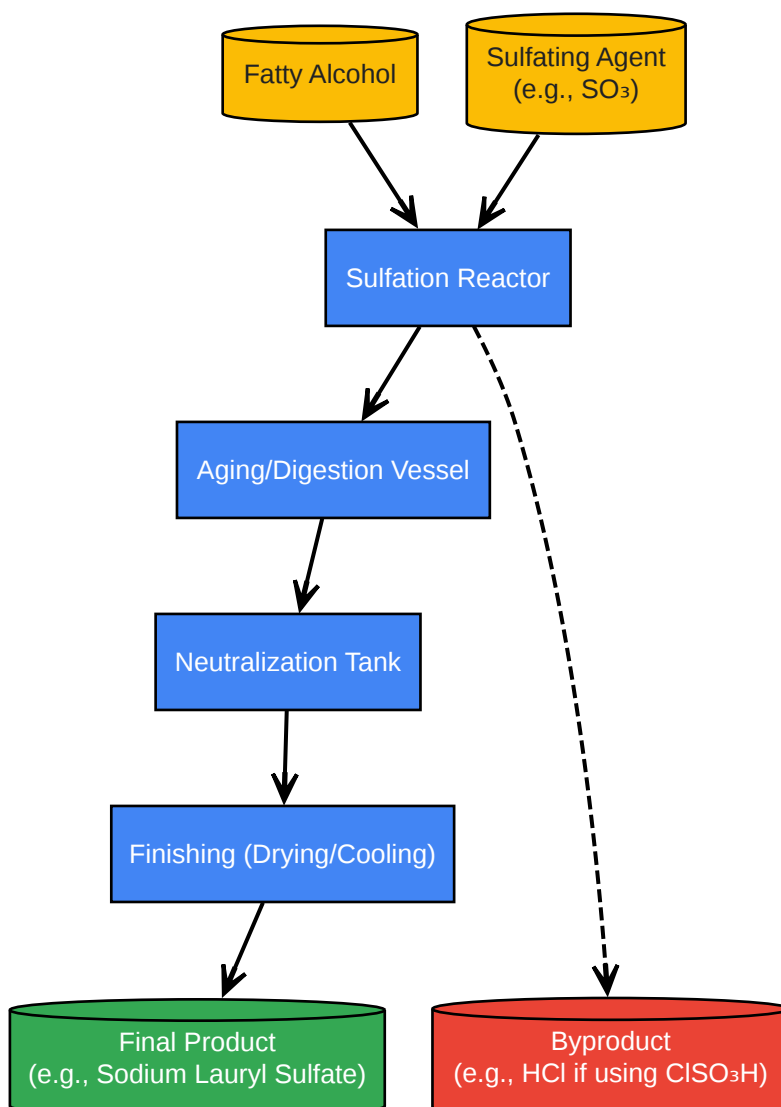 Fatty Alcohol
Sulfating Agent
(e.g., SO₃)
Sulfation Reactor
Aging/Digestion Vessel
Neutralization Tank
Finishing (Drying/Cooling)
Final Product
(e.g., Sodium Lauryl Sulfate)
Byproduct
(e.g., HCl if using ClSO₃H)